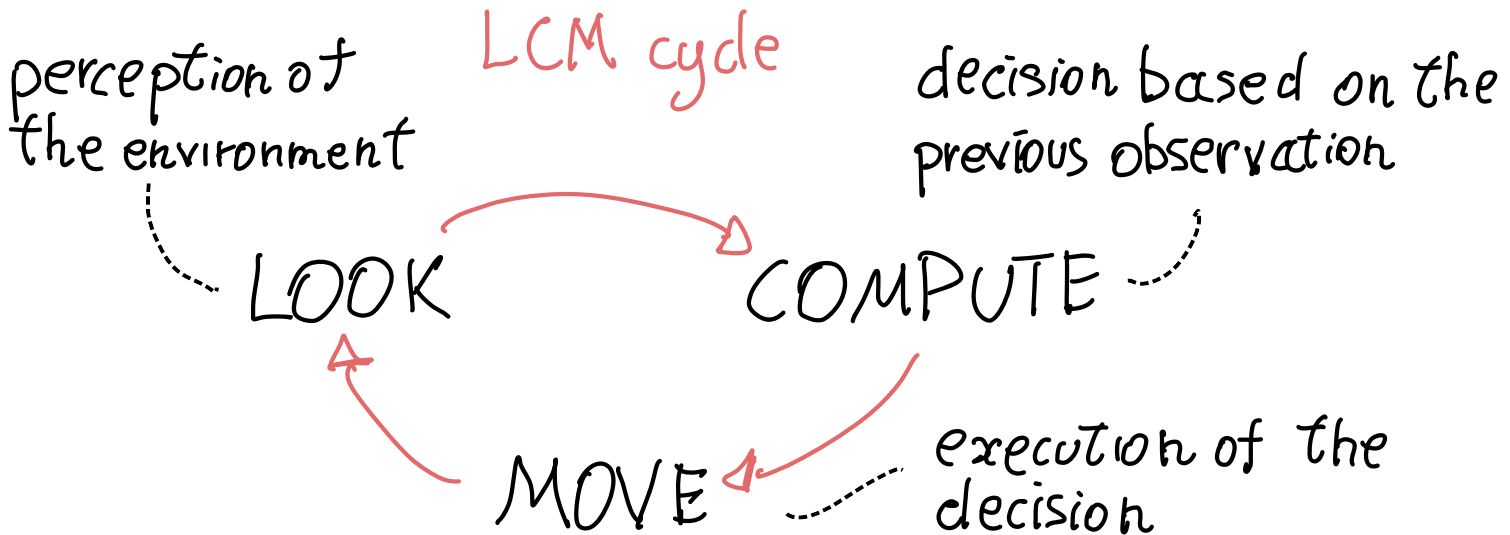 LCM cycle
perception of
the environment
decision based on the
previous observation
LOOK
COMPUTE
MOVE
execution of the
decision